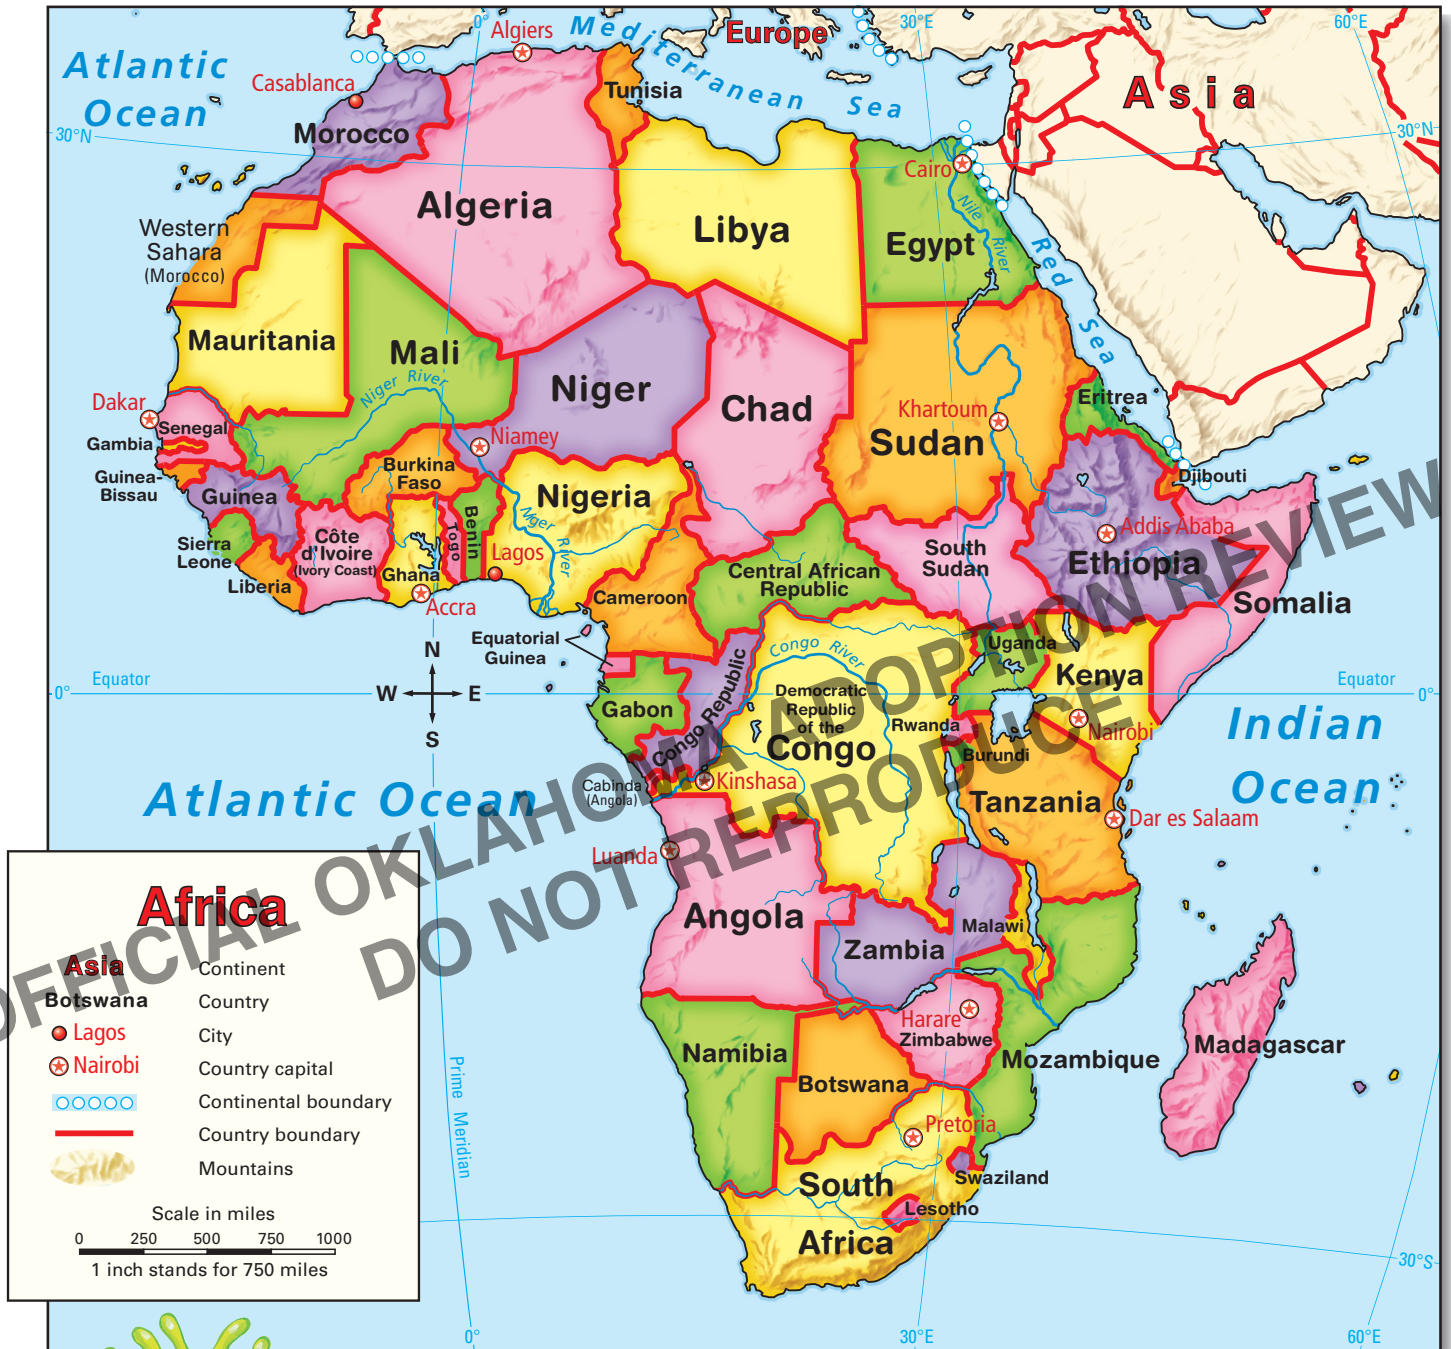 0°
30°E
60°E
Algiers
Mediterranean Sea
Europe
Atlantic
Ocean
Casablanca
Tunisia
Asia
Morocco
30°N
30°N
Cairo
Algeria
Libya
Egypt
Nile
River
Red Sea
Western
Sahara
(Morocco)
Mauritania
Mali
Niger River
Niger
Chad
Khartoum
Sudan
Eritrea
Dakar
Senegal
Gambia
Niamey
Guinea-
Bissau
Guinea
Burkina
Faso
Nigeria
Djibouti
Sierra
Leone
Liberia
Côte
d'Ivoire
(Ivory Coast)
Ghana
Togo
Benin
Lagos
Niger
River
Accra
Cameroon
Central African
Republic
South
Sudan
Addis Ababa
Ethiopia
Somalia
Equatorial
Guinea
N
W
E
S
0°
Equator
Gabon
Congo Republic
Congo River
Democratic
Republic
of the
Congo
Uganda
Kenya
Equator
0°
Rwanda
Nairobi
Burundi
Indian
Ocean
Atlantic Ocean
Cabinda
(Angola)
Kinshasa
Tanzania
Dar es Salaam
Luanda
Angola
Zambia
Malawi
Harare
Zimbabwe
Mozambique
Madagascar
Namibia
Botswana
Pretoria
Prime Meridian
South
Africa
Swaziland
Lesotho
30°S
0°
30°E
60°E
Africa
Asia
Continent
Botswana
Country
Lagos
City
Nairobi
Country capital
Continental boundary
Country boundary
Mountains
Scale in miles
0 250 500 750 1000
1 inch stands for 750 miles
OFFICIAL OKLAHOMA ADOPTION REVIEW
DO NOT REPRODUCE